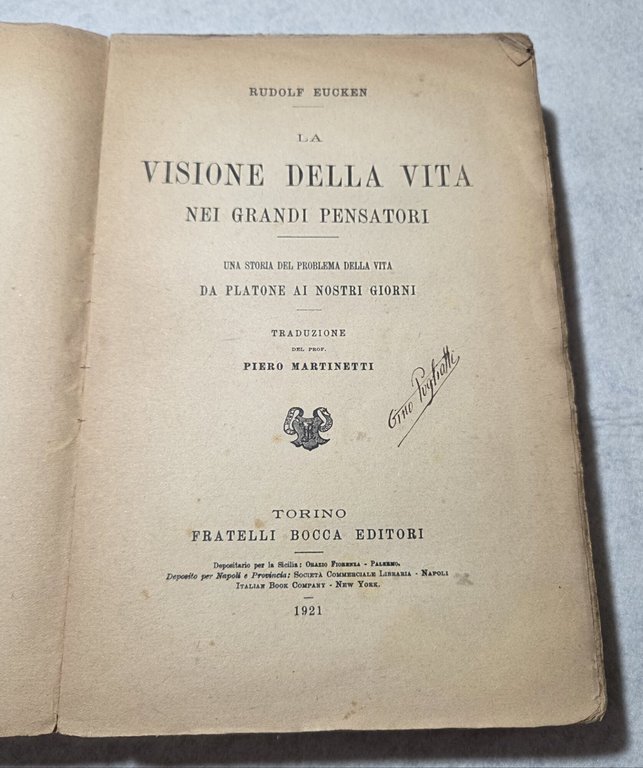 RUDOLF EUCKEN
LA
VISIONE DELLA VITA
NEI GRANDI PENSATORI
UNA STORIA DEL PROBLEMA DELLA VITA
DA PLATONE AI NOSTRI GIORNI
TRADUZIONE
DEL PROF.
PIERO MARTINETTI
Gino Pugliatti
TORINO
FRATELLI BOCCA EDITORI
Depositario per la Sicilia: ORAZIO FIORENZA - PALERMO.
Deposito per Napoli e Provincia: SOCIETÀ COMMERCIALE LIBRARIA - NAPOLI
ITALIAN BOOK COMPANY - NEW YORK.
1921